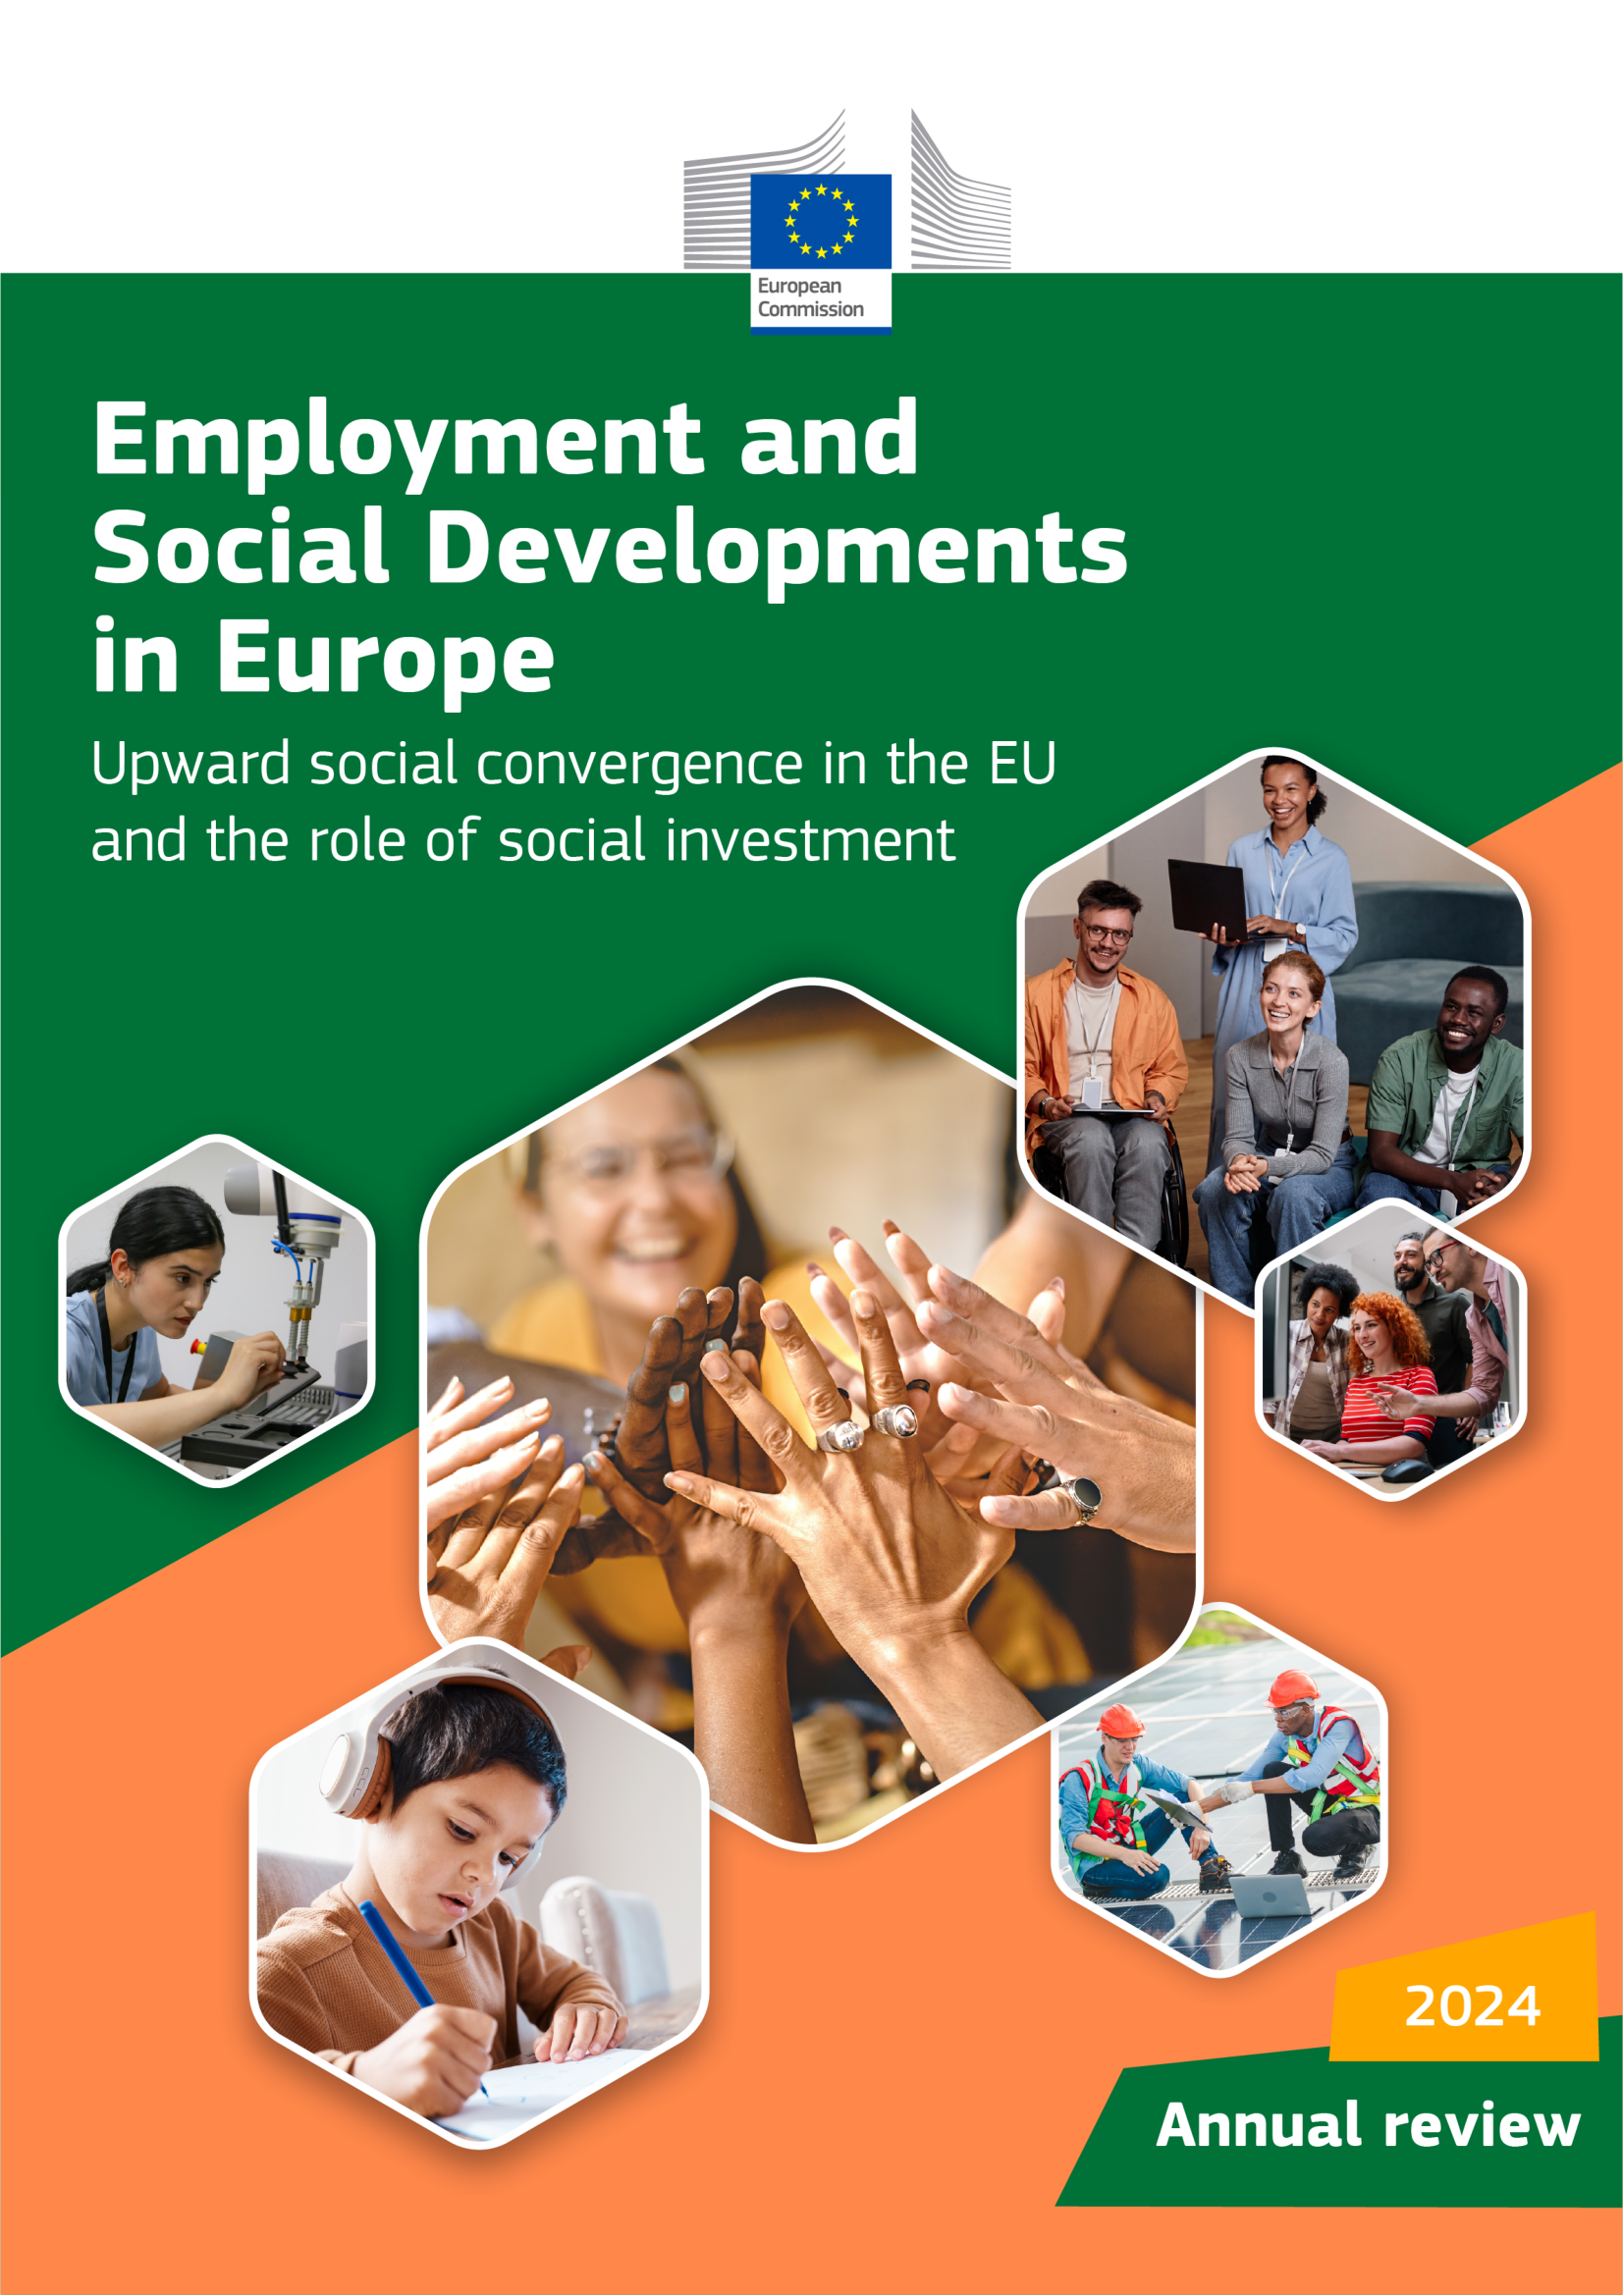 European
Commission
Employment and
Social Developments
in Europe
Upward social convergence in the EU
and the role of social investment
2024
Annual review